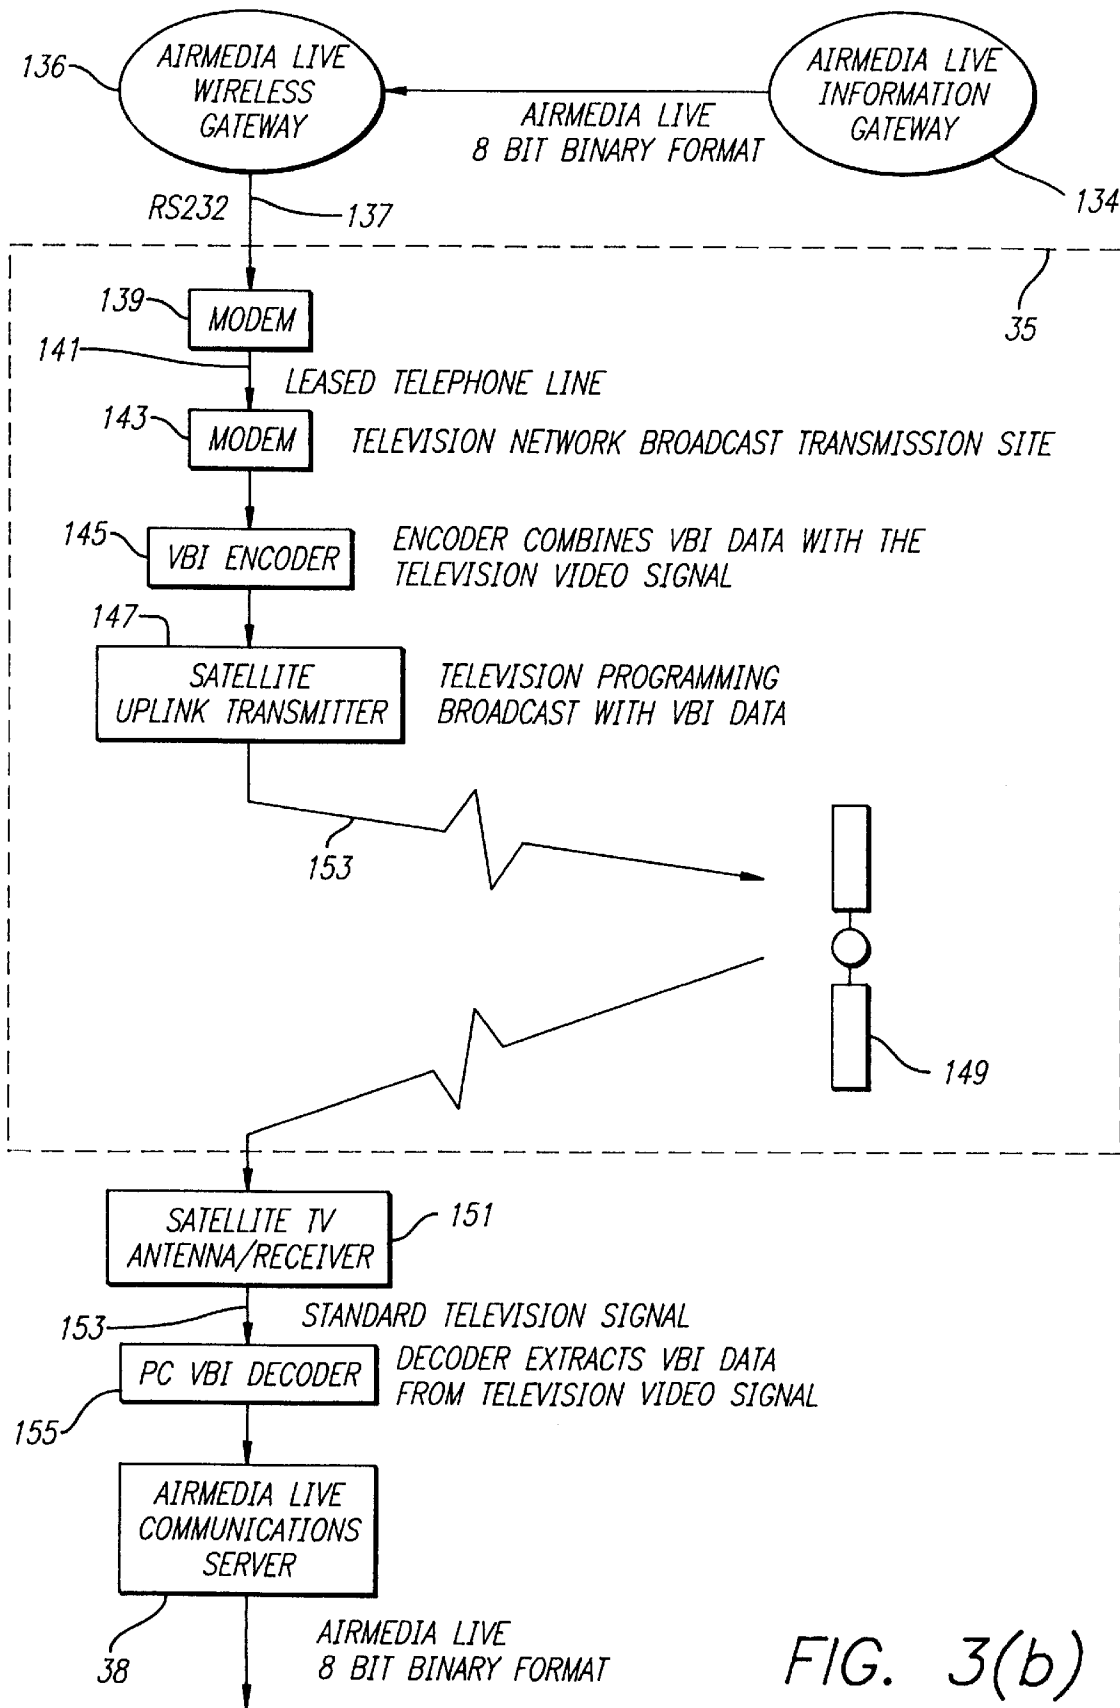 136
AIRMEDIA LIVE
WIRELESS
GATEWAY
AIRMEDIA LIVE
8 BIT BINARY FORMAT
AIRMEDIA LIVE
INFORMATION
GATEWAY
134
RS232
137
35
139
MODEM
141
LEASED TELEPHONE LINE
143
MODEM
TELEVISION NETWORK BROADCAST TRANSMISSION SITE
145
VBI ENCODER
ENCODER COMBINES VBI DATA WITH THE
TELEVISION VIDEO SIGNAL
147
SATELLITE
UPLINK TRANSMITTER
TELEVISION PROGRAMMING
BROADCAST WITH VBI DATA
153
149
SATELLITE TV
ANTENNA/RECEIVER
151
153
STANDARD TELEVISION SIGNAL
PC VBI DECODER
DECODER EXTRACTS VBI DATA
FROM TELEVISION VIDEO SIGNAL
155
AIRMEDIA LIVE
COMMUNICATIONS
SERVER
38
AIRMEDIA LIVE
8 BIT BINARY FORMAT
FIG. 3(b)